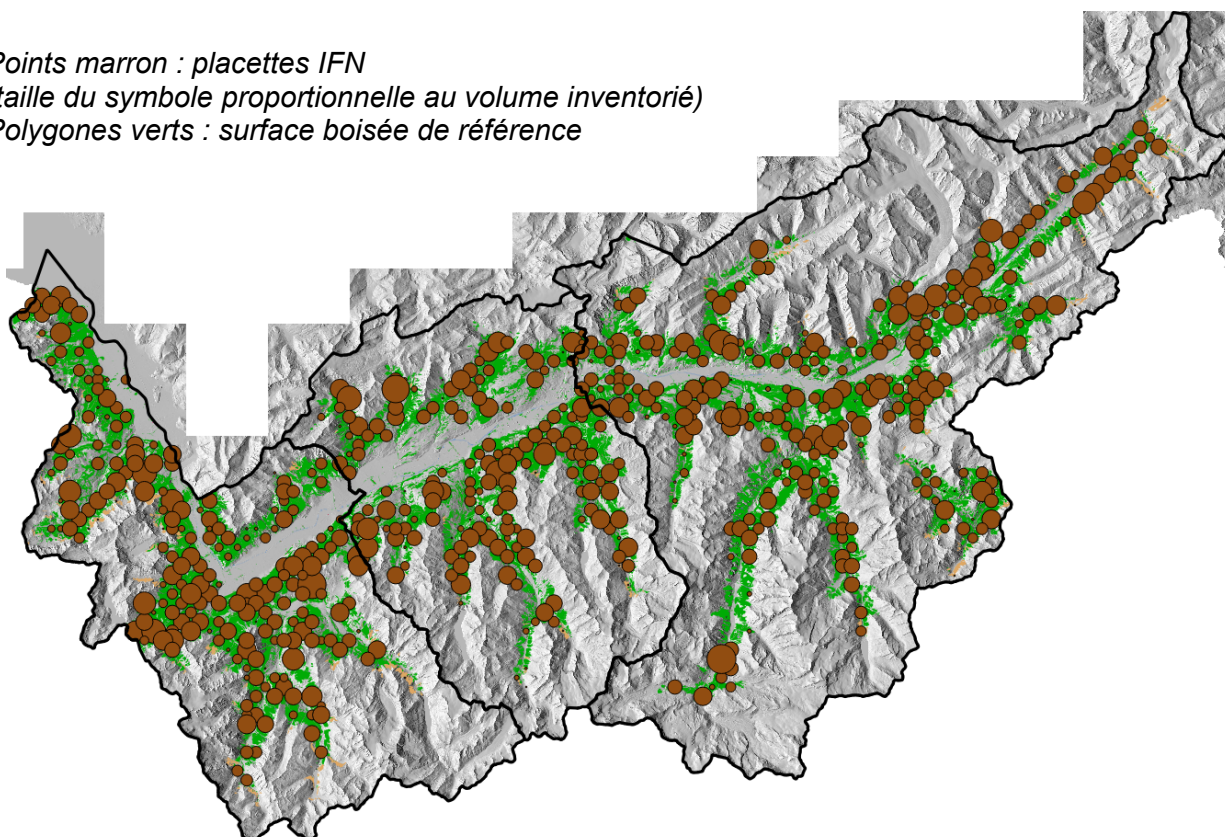 Points marron : placettes IFN
(taille du symbole proportionnelle au volume inventorié)
Polygones verts : surface boisée de référence